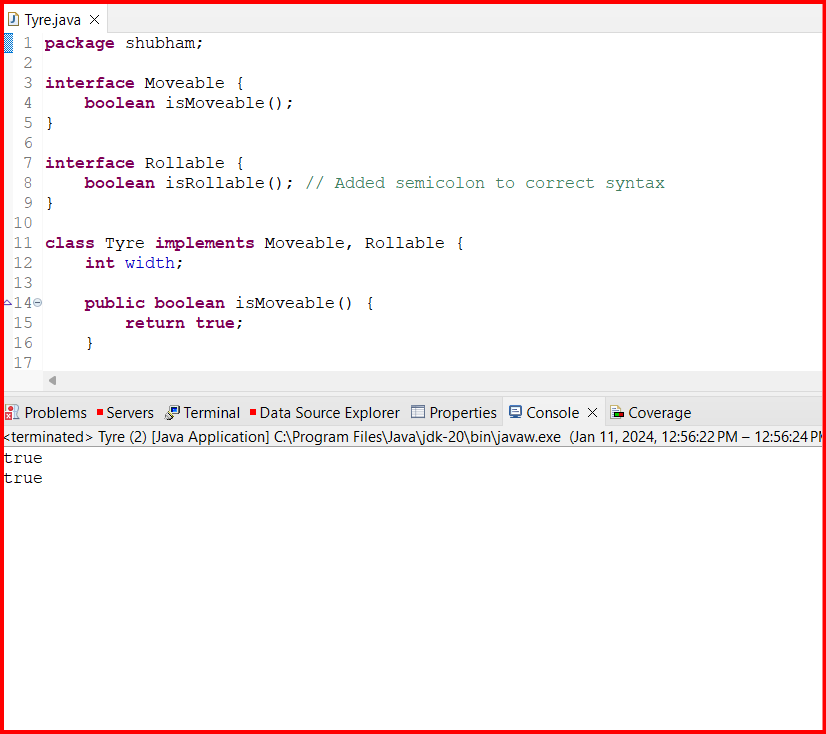 Tyre.java
1 package shubham;
2
3 interface Moveable {
4     boolean isMoveable();
5 }
6
7 interface Rollable {
8     boolean isRollable(); // Added semicolon to correct syntax
9 }
10
11 class Tyre implements Moveable, Rollable {
12     int width;
13
14     public boolean isMoveable() {
15         return true;
16     }
17
Problems Servers Terminal Data Source Explorer Properties Console Coverage
<terminated> Tyre (2) [Java Application] C:\Program Files\Java\jdk-20\bin\javaw.exe (Jan 11, 2024, 12:56:22 PM – 12:56:24 PM
true
true